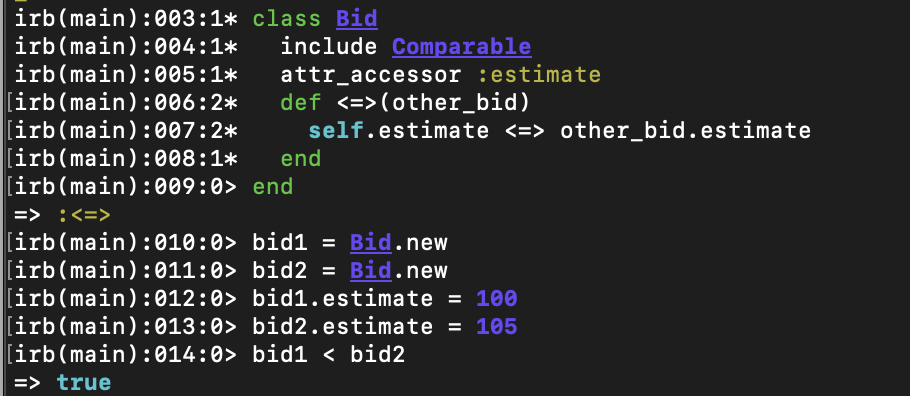 irb(main):003:1* class Bid
irb(main):004:1*   include Comparable
irb(main):005:1*   attr_accessor :estimate
[irb(main):006:2*   def <=>(other_bid)
[irb(main):007:2*     self.estimate <=> other_bid.estimate
[irb(main):008:1*   end
[irb(main):009:0> end
=> :<=>
[irb(main):010:0> bid1 = Bid.new
[irb(main):011:0> bid2 = Bid.new
[irb(main):012:0> bid1.estimate = 100
[irb(main):013:0> bid2.estimate = 105
[irb(main):014:0> bid1 < bid2
=> true